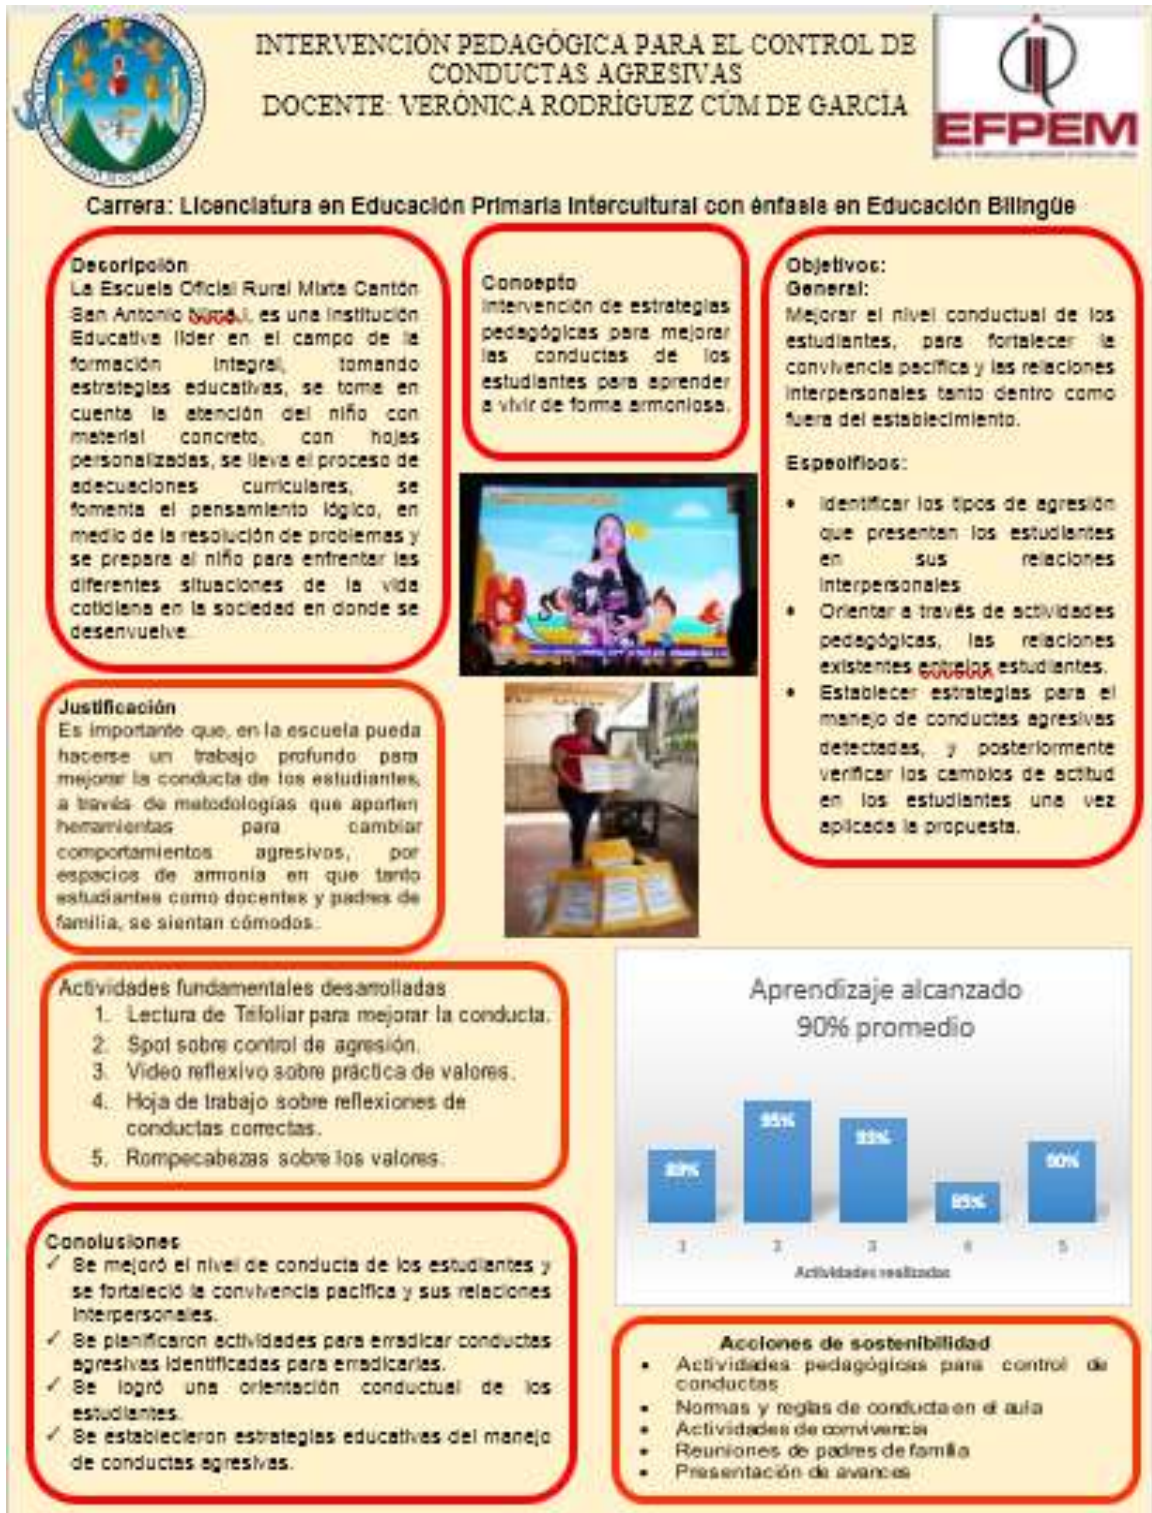 INTERVENCIÓN PEDAGÓGICA PARA EL CONTROL DE
CONDUCTAS AGRESIVAS
DOCENTE: VERÓNICA RODRÍGUEZ CÚM DE GARCÍA
EFPEM
Carrera: Licenciatura en Educación Primaria Intercultural con énfasis en Educación Bilingüe
Descripción
La Escuela Oficial Rural Mixta Cantón
San Antonio I, es una Institución
Educativa líder en el campo de la
formación integral, tomando
estrategias educativas, se toma en
cuenta la atención del niño con
material concreto, con hojas
personalizadas, se lleva el proceso de
adecuaciones curriculares, se
fomenta el pensamiento lógico, en
medio de la resolución de problemas y
se prepara al niño para enfrentar las
diferentes situaciones de la vida
cotidiana en la sociedad en donde se
desenvuelve.
Concepto
Intervención de estrategias
pedagógicas para mejorar
las conductas de los
estudiantes para aprender
a vivir de forma armoniosa.
Objetivos:
General:
Mejorar el nivel conductual de los
estudiantes, para fortalecer la
convivencia pacífica y las relaciones
interpersonales tanto dentro como
fuera del establecimiento.
Específicos:
• Identificar los tipos de agresión
que presentan los estudiantes
en sus relaciones
interpersonales
• Orientar a través de actividades
pedagógicas, las relaciones
existentes entrelos estudiantes.
• Establecer estrategias para el
manejo de conductas agresivas
detectadas, y posteriormente
verificar los cambios de actitud
en los estudiantes una vez
aplicada la propuesta.
Justificación
Es importante que, en la escuela pueda
hacerse un trabajo profundo para
mejorar la conducta de los estudiantes,
a través de metodologías que aporten
herramientas para cambiar
comportamientos agresivos, por
espacios de armonía en que tanto
estudiantes como docentes y padres de
familia, se sientan cómodos.
Actividades fundamentales desarrolladas
1. Lectura de Trifoliar para mejorar la conducta.
2. Spot sobre control de agresión.
3. Video reflexivo sobre práctica de valores.
4. Hoja de trabajo sobre reflexiones de
conductas correctas.
5. Rompecabezas sobre los valores.
Aprendizaje alcanzado
90% promedio
89% 95% 93% 85% 90%
1 2 3 4 5
Actividades realizadas
Conclusiones
✓ Se mejoró el nivel de conducta de los estudiantes y
se fortaleció la convivencia pacífica y sus relaciones
interpersonales.
✓ Se planificaron actividades para erradicar conductas
agresivas identificadas para erradicarlas.
✓ Se logró una orientación conductual de los
estudiantes.
✓ Se establecieron estrategias educativas del manejo
de conductas agresivas.
Acciones de sostenibilidad
• Actividades pedagógicas para control de
conductas
• Normas y reglas de conducta en el aula
• Actividades de convivencia
• Reuniones de padres de familia
• Presentación de avances